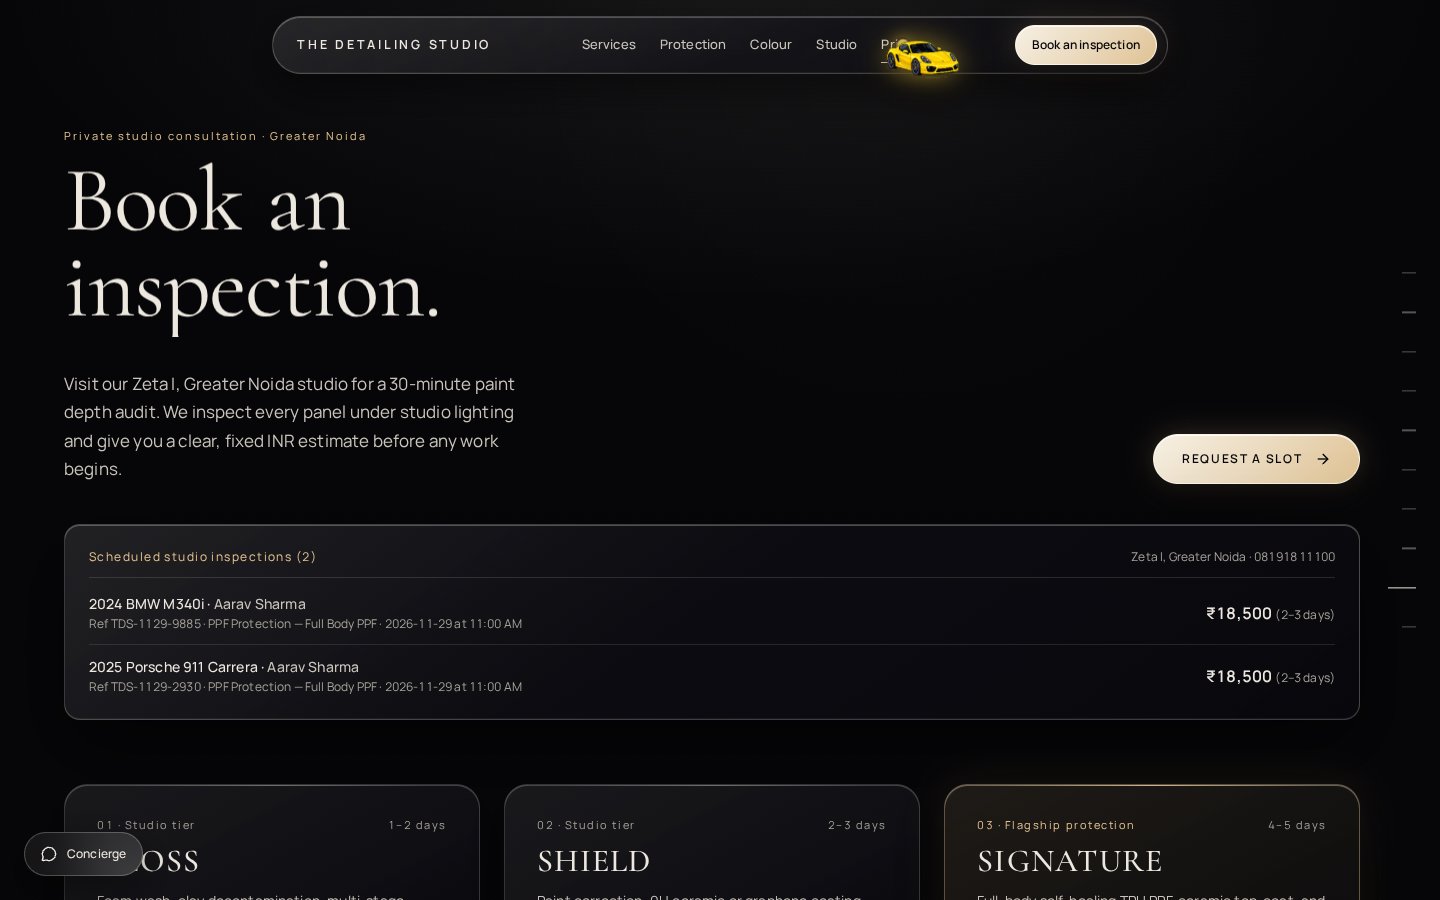 THE DETAILING STUDIO
Services
Protection
Colour
Studio
Book an inspection
Private studio consultation · Greater Noida
Book an
inspection.
Visit our Zeta I, Greater Noida studio for a 30-minute paint
depth audit. We inspect every panel under studio lighting
and give you a clear, fixed INR estimate before any work
begins.
REQUEST A SLOT
Scheduled studio inspections (2)
Zeta I, Greater Noida · 081918 11100
2024 BMW M340i · Aarav Sharma
Ref TDS-1129-9885 · PPF Protection — Full Body PPF · 2026-11-29 at 11:00 AM
₹18,500 (2–3 days)
2025 Porsche 911 Carrera · Aarav Sharma
Ref TDS-1129-2930 · PPF Protection — Full Body PPF · 2026-11-29 at 11:00 AM
₹18,500 (2–3 days)
01 · Studio tier
1–2 days
02 · Studio tier
2–3 days
SHIELD
03 · Flagship protection
4–5 days
SIGNATURE
Concierge